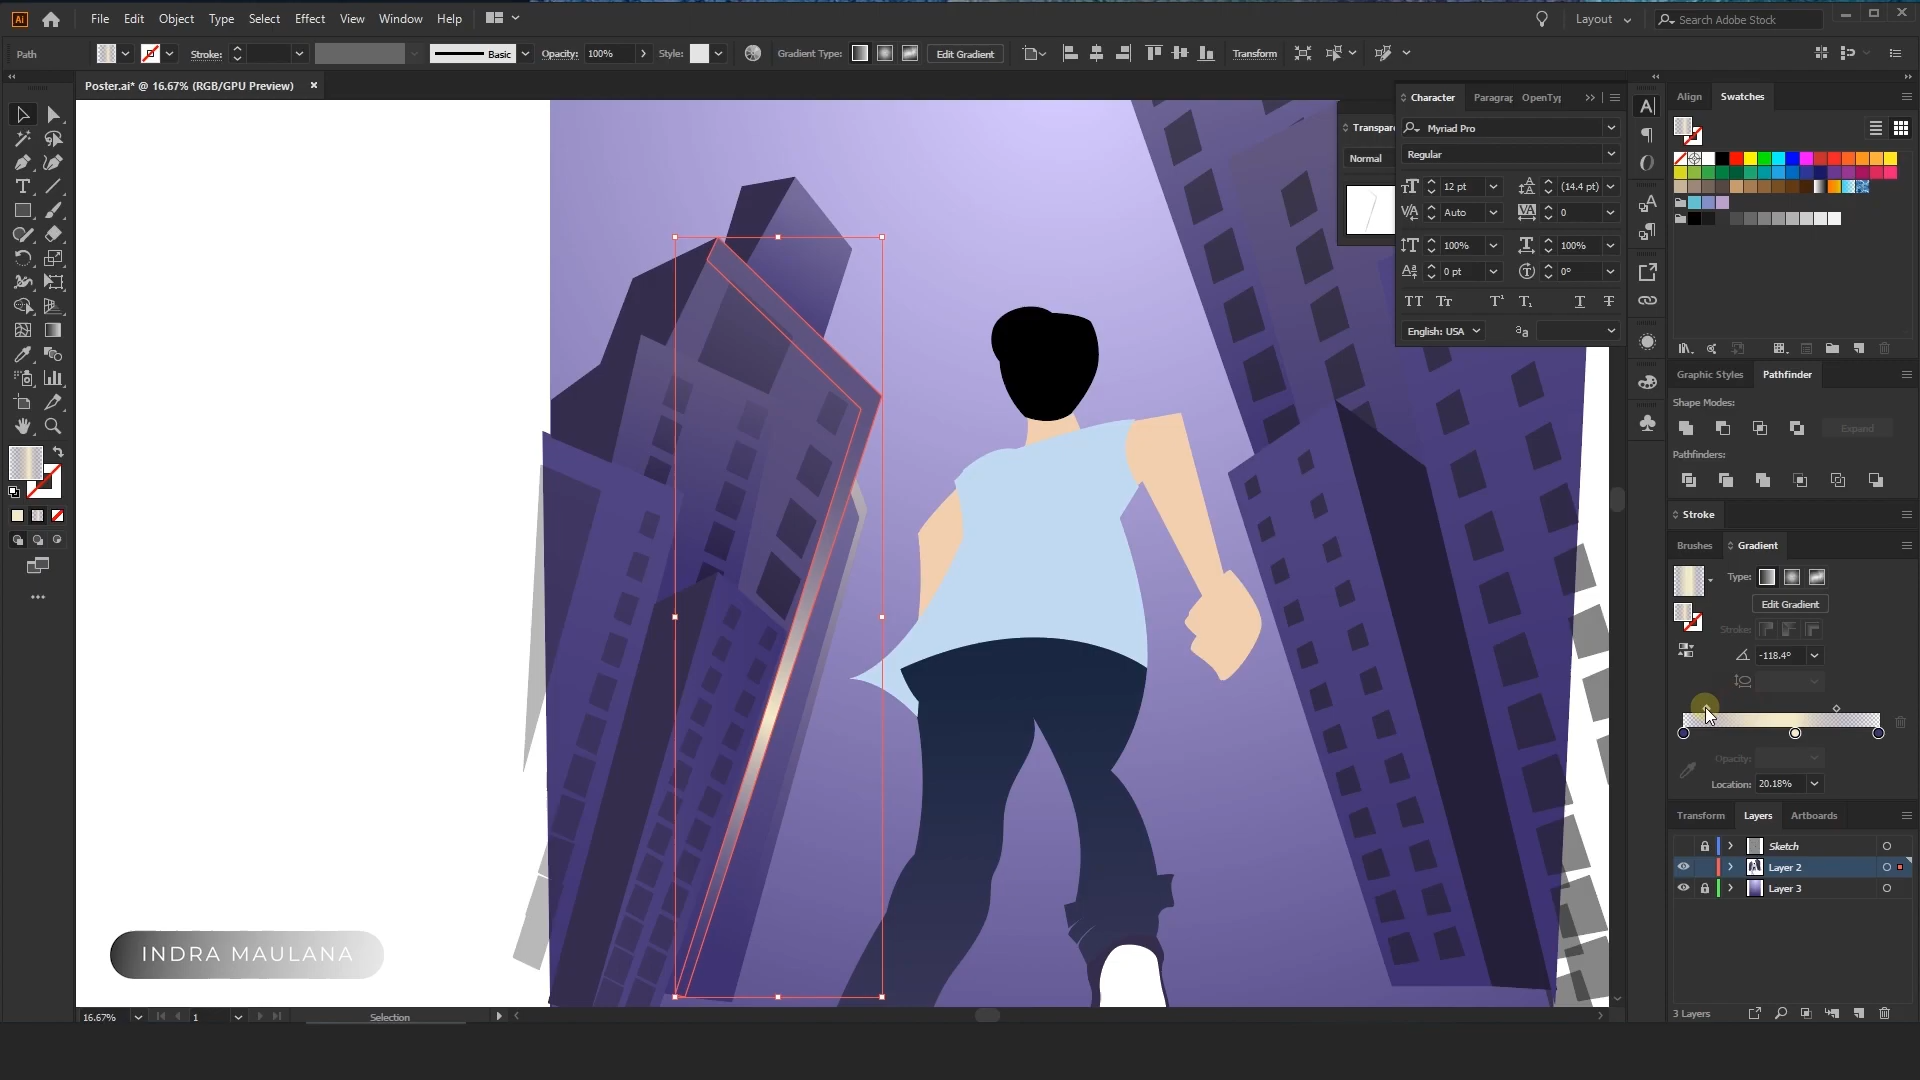 Ai File Edit Object Type Select Effect View Window Help Layout Search Adobe Stock
Path Stroke: Basic Opacity: 100% Style: Gradient Type: Edit Gradient Transform
Poster.ai* @ 16.67% (RGB/GPU Preview)
Character Paragrap OpenTyp
Transpare
Normal
Myriad Pro
Regular
12 pt (14.4 pt)
Auto 0
100% 100%
0 pt 0°
English: USA
Align Swatches
Graphic Styles Pathfinder
Shape Modes:
Expand
Pathfinders:
Stroke
Brushes Gradient
Type:
Edit Gradient
Stroke:
-118.4°
Opacity:
Location: 20.18%
Transform Layers Artboards
Sketch
Layer 2
Layer 3
3 Layers
INDRA MAULANA
16.67% 1 Selection